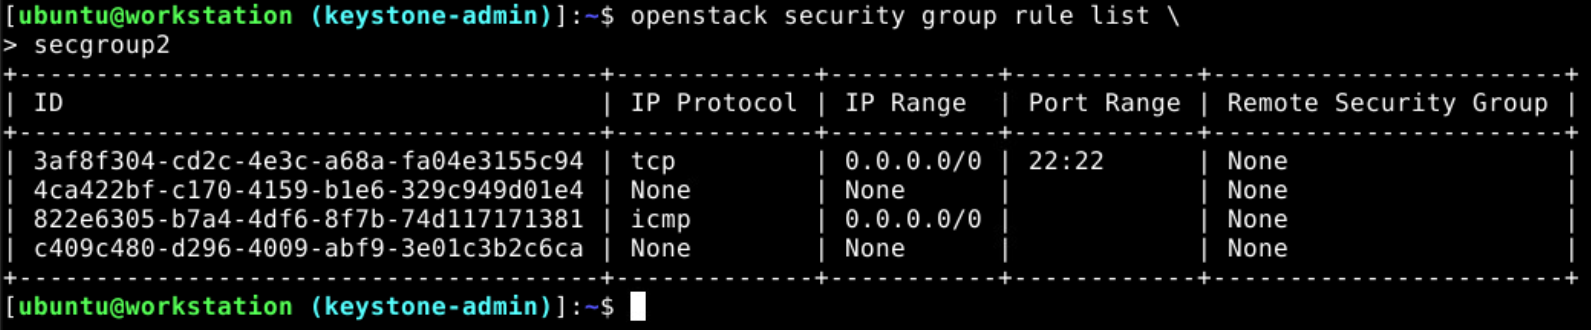 [ubuntu@workstation (keystone-admin)]:~$ openstack security group rule list \
> secgroup2
+--------------------------------------+-------------+-----------+------------+-----------------------+
| ID                                   | IP Protocol | IP Range  | Port Range | Remote Security Group |
+--------------------------------------+-------------+-----------+------------+-----------------------+
| 3af8f304-cd2c-4e3c-a68a-fa04e3155c94 | tcp         | 0.0.0.0/0 | 22:22      | None                  |
| 4ca422bf-c170-4159-b1e6-329c949d01e4 | None        | None      |            | None                  |
| 822e6305-b7a4-4df6-8f7b-74d117171381 | icmp        | 0.0.0.0/0 |            | None                  |
| c409c480-d296-4009-abf9-3e01c3b2c6ca | None        | None      |            | None                  |
+--------------------------------------+-------------+-----------+------------+-----------------------+
[ubuntu@workstation (keystone-admin)]:~$